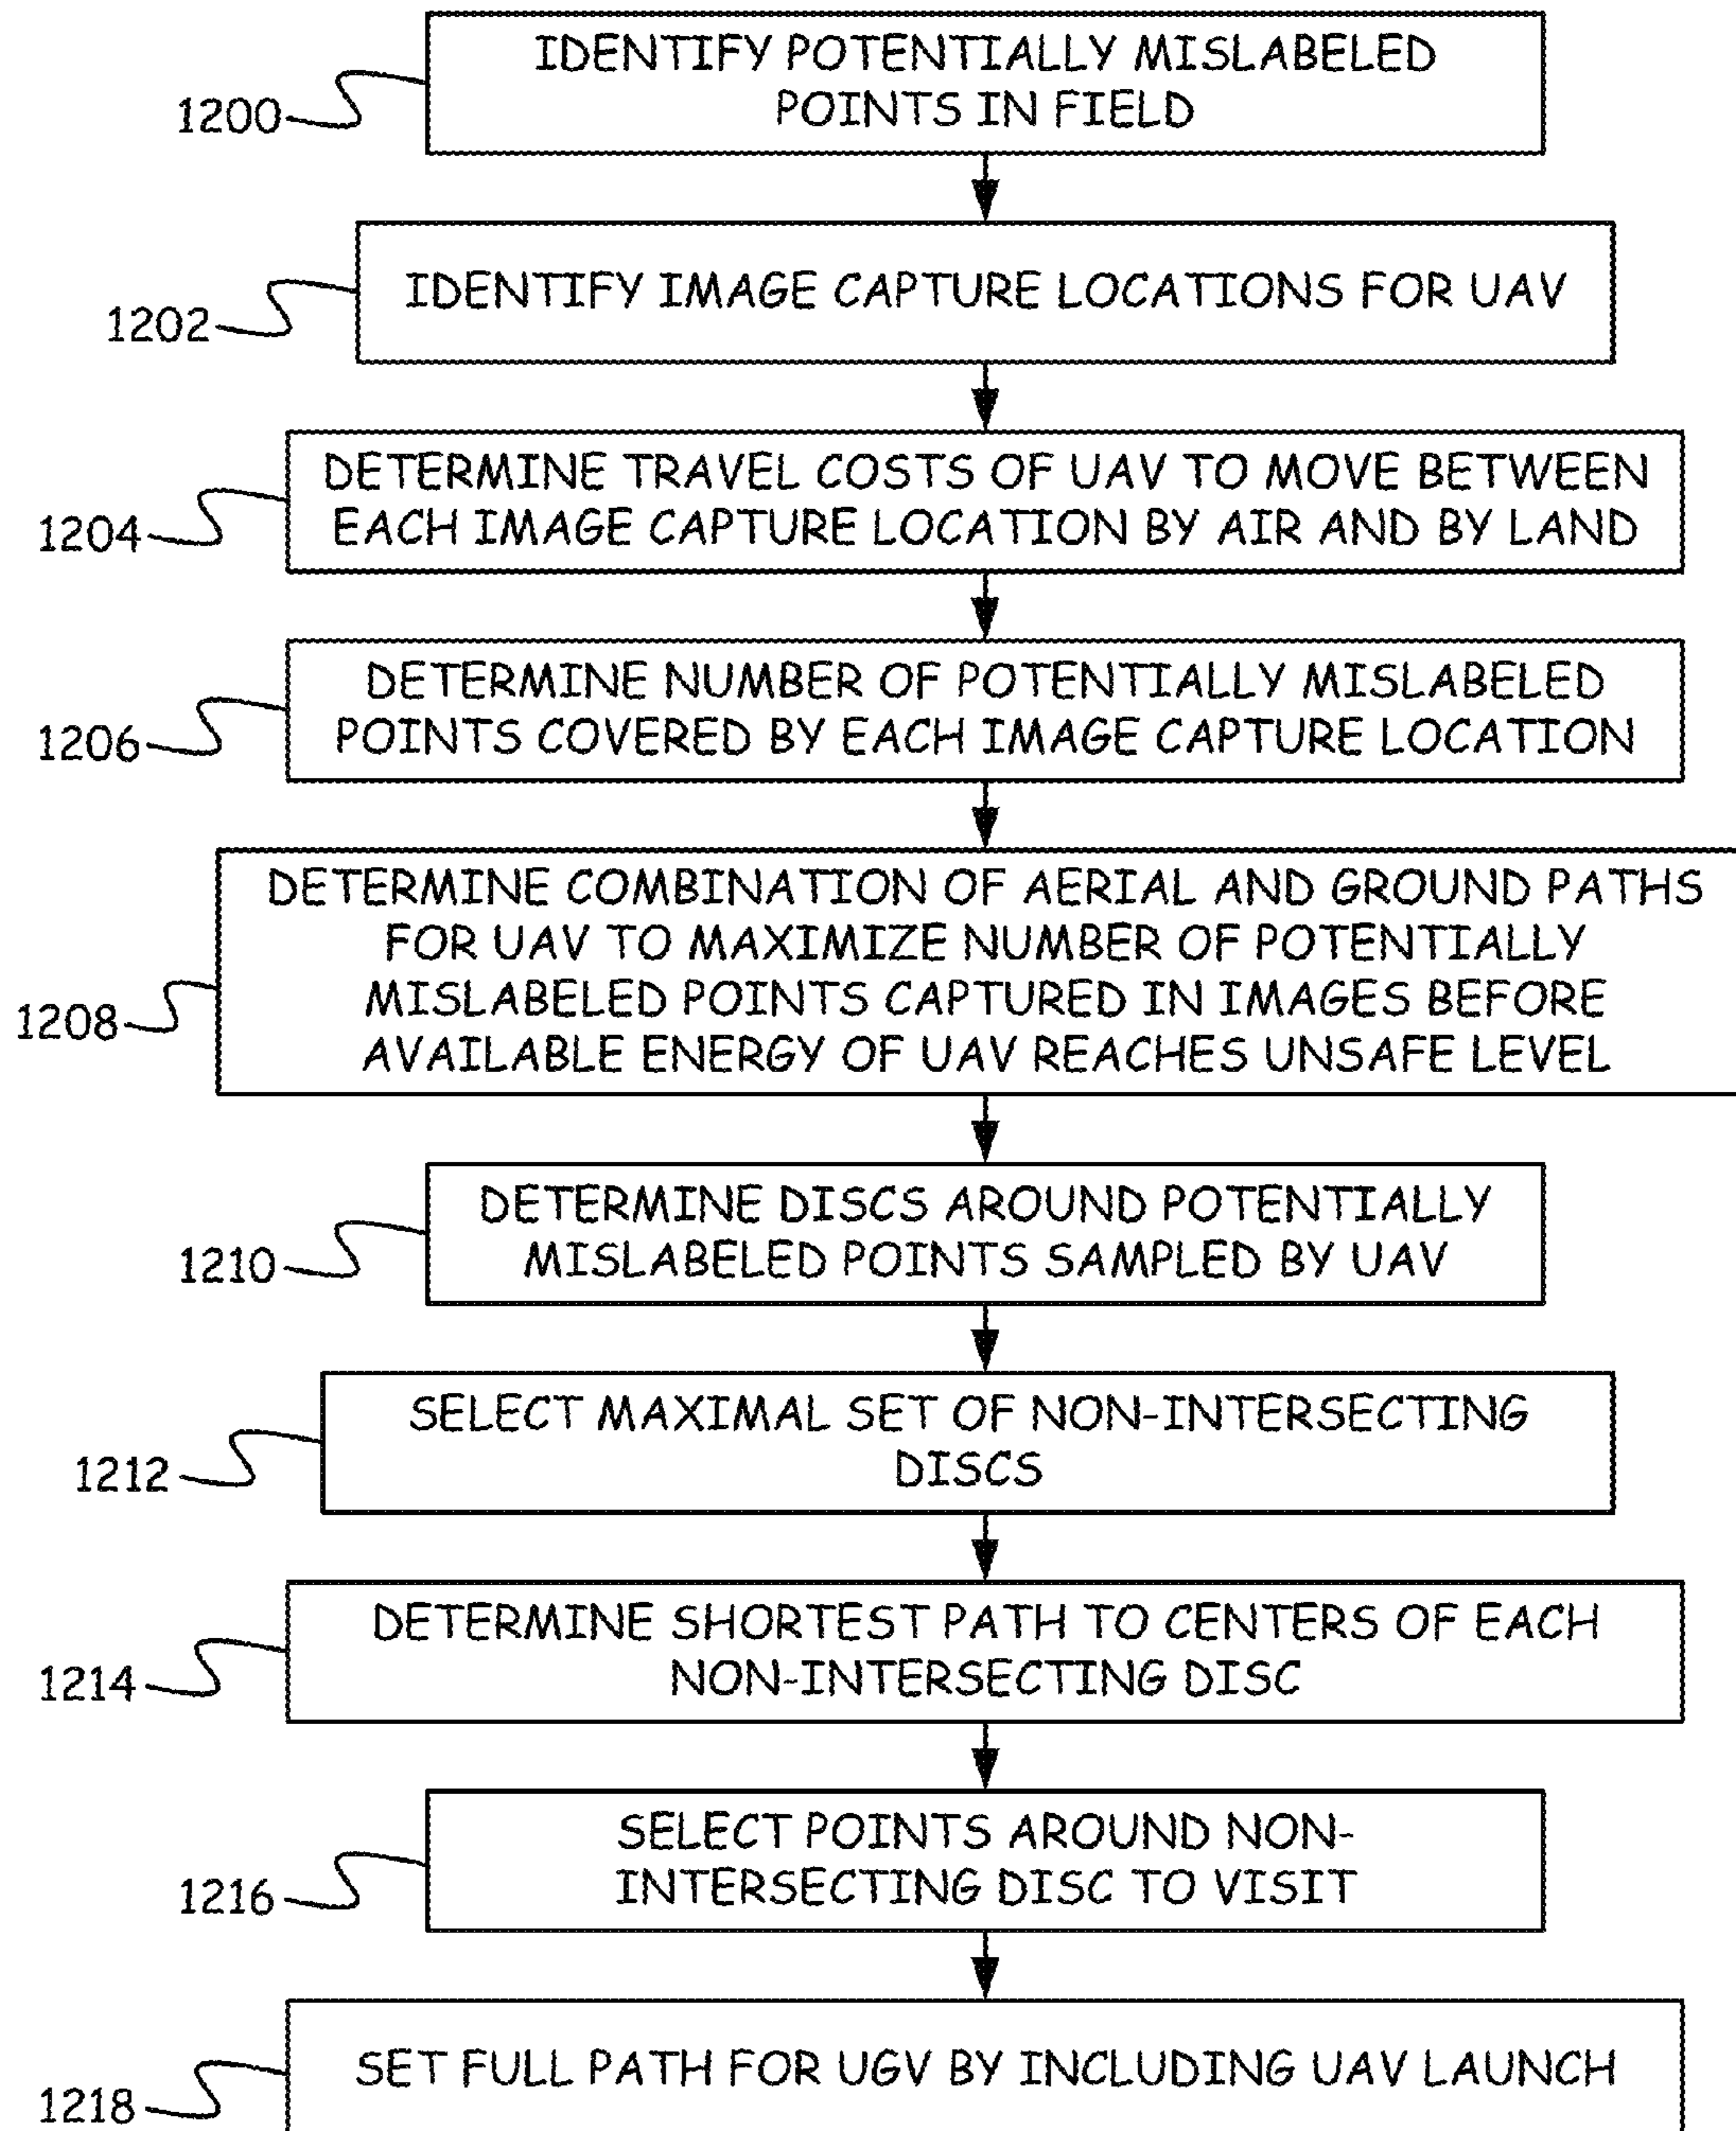 IDENTIFY POTENTIALLY MISLABELED
POINTS IN FIELD
1200
IDENTIFY IMAGE CAPTURE LOCATIONS FOR UAV
1202
DETERMINE TRAVEL COSTS OF UAV TO MOVE BETWEEN
EACH IMAGE CAPTURE LOCATION BY AIR AND BY LAND
1204
DETERMINE NUMBER OF POTENTIALLY MISLABELED
POINTS COVERED BY EACH IMAGE CAPTURE LOCATION
1206
DETERMINE COMBINATION OF AERIAL AND GROUND PATHS
FOR UAV TO MAXIMIZE NUMBER OF POTENTIALLY
MISLABELED POINTS CAPTURED IN IMAGES BEFORE
AVAILABLE ENERGY OF UAV REACHES UNSAFE LEVEL
1208
DETERMINE DISCS AROUND POTENTIALLY
MISLABELED POINTS SAMPLED BY UAV
1210
SELECT MAXIMAL SET OF NON-INTERSECTING
DISCS
1212
DETERMINE SHORTEST PATH TO CENTERS OF EACH
NON-INTERSECTING DISC
1214
SELECT POINTS AROUND NON-
INTERSECTING DISC TO VISIT
1216
SET FULL PATH FOR UGV BY INCLUDING UAV LAUNCH
1218